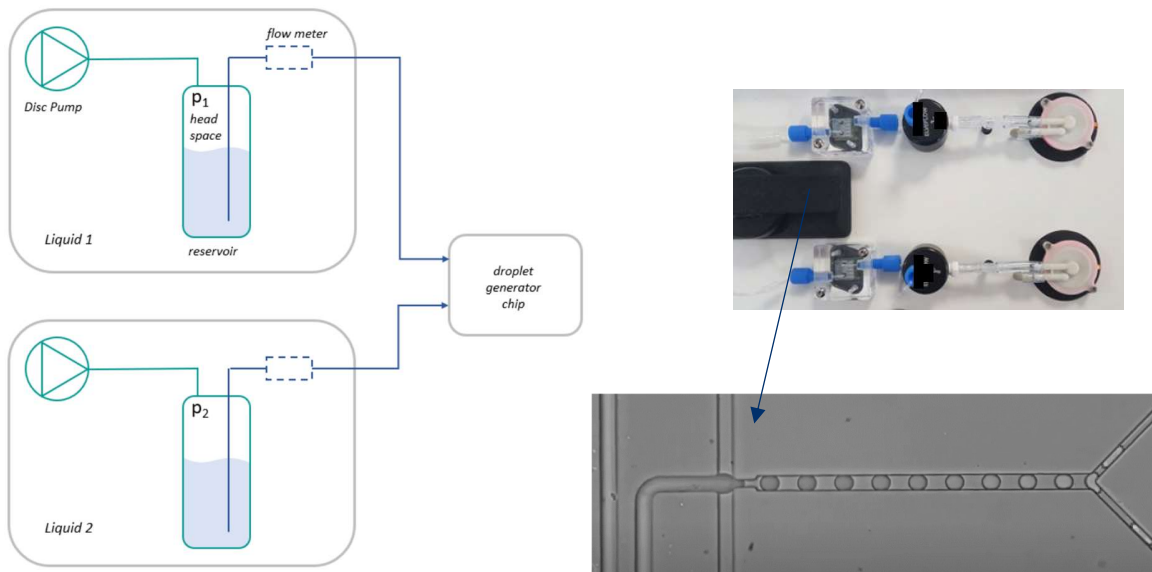 flow meter
Disc Pump
p1
head
space
Liquid 1
reservoir
droplet
generator
chip
p2
Liquid 2